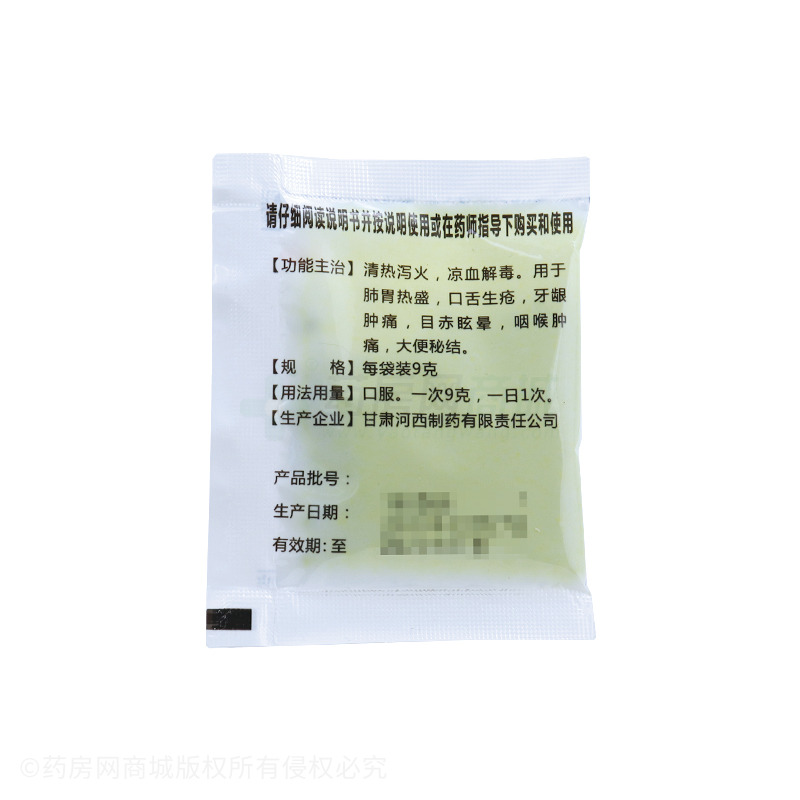 请仔细阅读说明书并按说明使用或在药师指导下购买和使用
【功能主治】清热泻火，凉血解毒。用于
肺胃热盛，口舌生疮，牙龈
肿痛，目赤眩晕，咽喉肿
痛，大便秘结。
【规　格】每袋装9克
【用法用量】口服。一次9克，一日1次。
【生产企业】甘肃河西制药有限责任公司
产品批号：
生产日期：
有效期：至
©药房网商城版权所有侵权必究